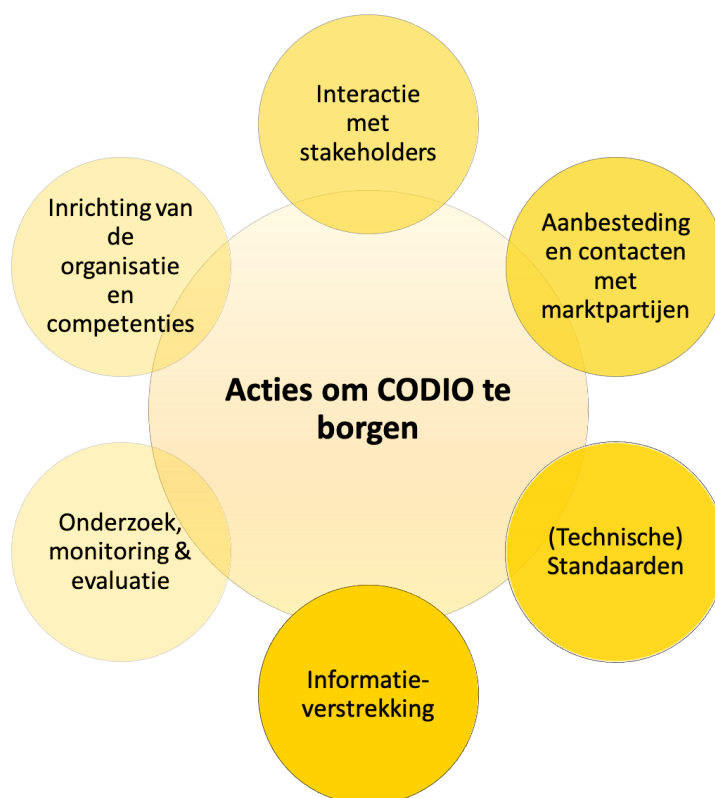 Interactie
met
stakeholders
Aanbesteding
en contacten
met
marktpartijen
(Technische)
Standaarden
Informatie-
verstrekking
Onderzoek,
monitoring &
evaluatie
Inrichting van
de
organisatie
en
competenties
Acties om CODIO te
borgen